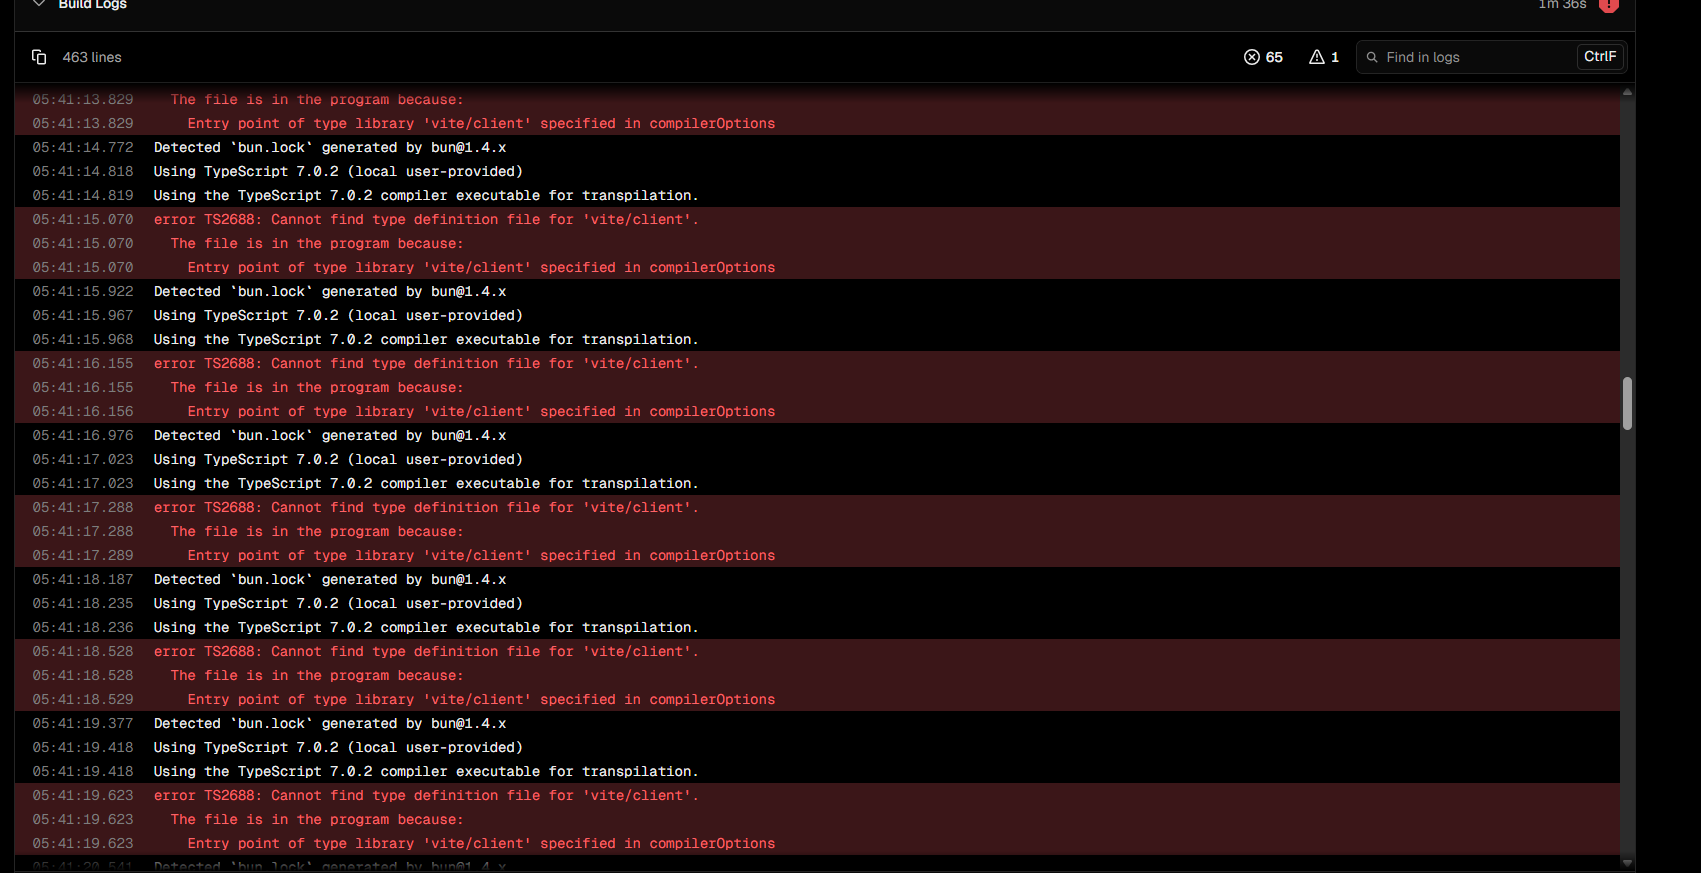 Build Logs
1m 36s
463 lines
65
1
Find in logs
CtrlF
05:41:13.829 The file is in the program because:
05:41:13.829 Entry point of type library 'vite/client' specified in compilerOptions
05:41:14.772 Detected `bun.lock` generated by bun@1.4.x
05:41:14.818 Using TypeScript 7.0.2 (local user-provided)
05:41:14.819 Using the TypeScript 7.0.2 compiler executable for transpilation.
05:41:15.070 error TS2688: Cannot find type definition file for 'vite/client'.
05:41:15.070 The file is in the program because:
05:41:15.070 Entry point of type library 'vite/client' specified in compilerOptions
05:41:15.922 Detected `bun.lock` generated by bun@1.4.x
05:41:15.967 Using TypeScript 7.0.2 (local user-provided)
05:41:15.968 Using the TypeScript 7.0.2 compiler executable for transpilation.
05:41:16.155 error TS2688: Cannot find type definition file for 'vite/client'.
05:41:16.155 The file is in the program because:
05:41:16.156 Entry point of type library 'vite/client' specified in compilerOptions
05:41:16.976 Detected `bun.lock` generated by bun@1.4.x
05:41:17.023 Using TypeScript 7.0.2 (local user-provided)
05:41:17.023 Using the TypeScript 7.0.2 compiler executable for transpilation.
05:41:17.288 error TS2688: Cannot find type definition file for 'vite/client'.
05:41:17.288 The file is in the program because:
05:41:17.289 Entry point of type library 'vite/client' specified in compilerOptions
05:41:18.187 Detected `bun.lock` generated by bun@1.4.x
05:41:18.235 Using TypeScript 7.0.2 (local user-provided)
05:41:18.236 Using the TypeScript 7.0.2 compiler executable for transpilation.
05:41:18.528 error TS2688: Cannot find type definition file for 'vite/client'.
05:41:18.528 The file is in the program because:
05:41:18.529 Entry point of type library 'vite/client' specified in compilerOptions
05:41:19.377 Detected `bun.lock` generated by bun@1.4.x
05:41:19.418 Using TypeScript 7.0.2 (local user-provided)
05:41:19.418 Using the TypeScript 7.0.2 compiler executable for transpilation.
05:41:19.623 error TS2688: Cannot find type definition file for 'vite/client'.
05:41:19.623 The file is in the program because:
05:41:19.623 Entry point of type library 'vite/client' specified in compilerOptions
05:41:20.541 Detected `bun.lock` generated by bun@1.4.x